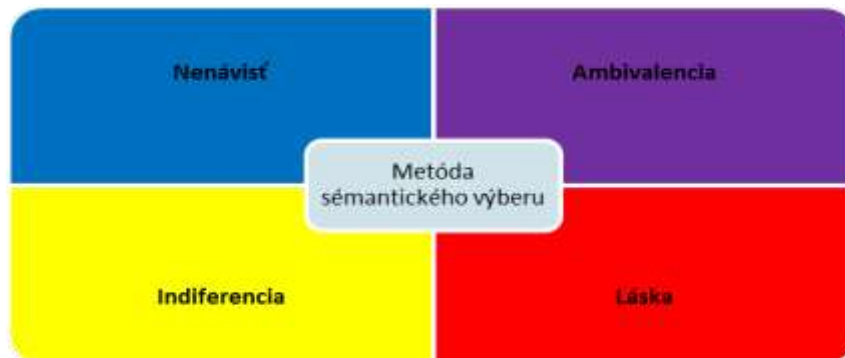 Nenávisť
Ambivalencia
Metóda
sémantického výberu
Indiferencia
Láska